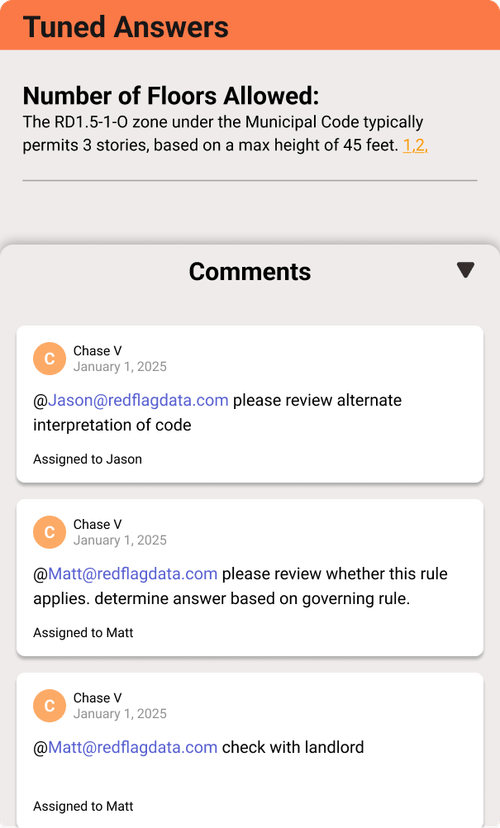 Tuned Answers
Number of Floors Allowed:
The RD1.5-1-O zone under the Municipal Code typically
permits 3 stories, based on a max height of 45 feet. 1,2,
Comments
C
Chase V
January 1, 2025
@Jason@redflagdata.com please review alternate
interpretation of code
Assigned to Jason
C
Chase V
January 1, 2025
@Matt@redflagdata.com please review whether this rule
applies. determine answer based on governing rule.
Assigned to Matt
C
Chase V
January 1, 2025
@Matt@redflagdata.com check with landlord
Assigned to Matt